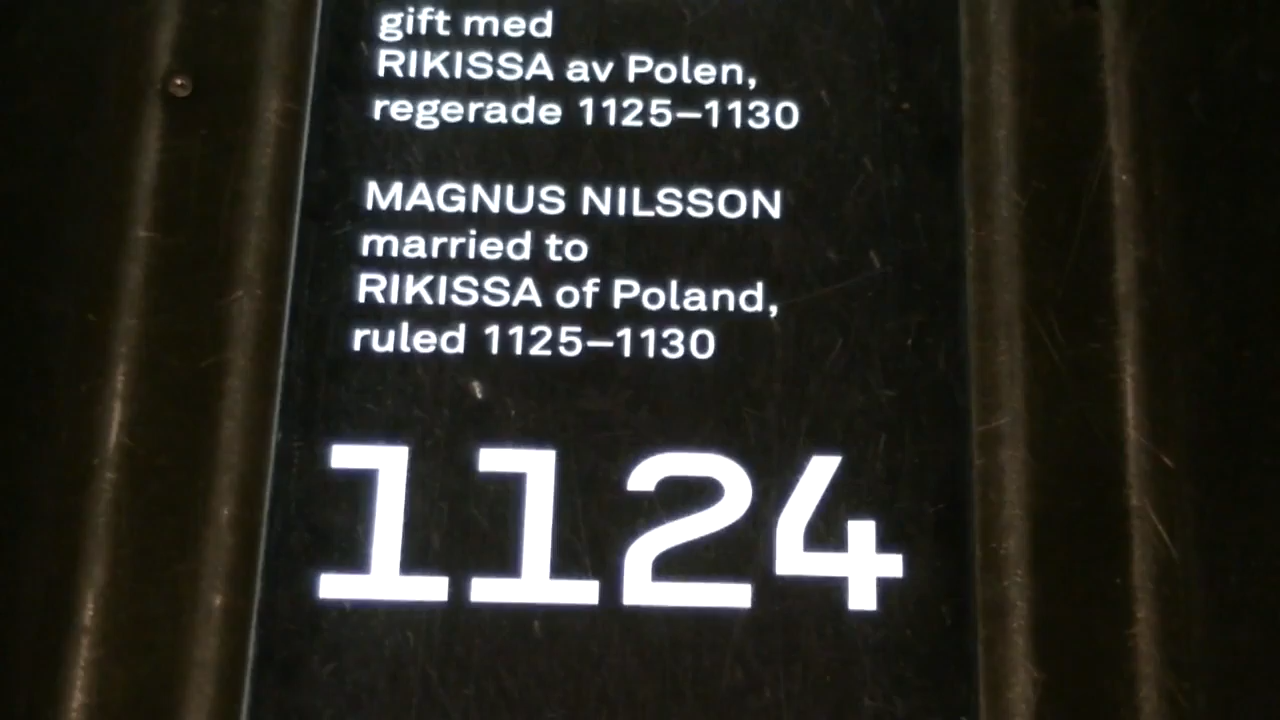 gift med
RIKISSA av Polen,
regerade 1125–1130
MAGNUS NILSSON
married to
RIKISSA of Poland,
ruled 1125–1130
1124